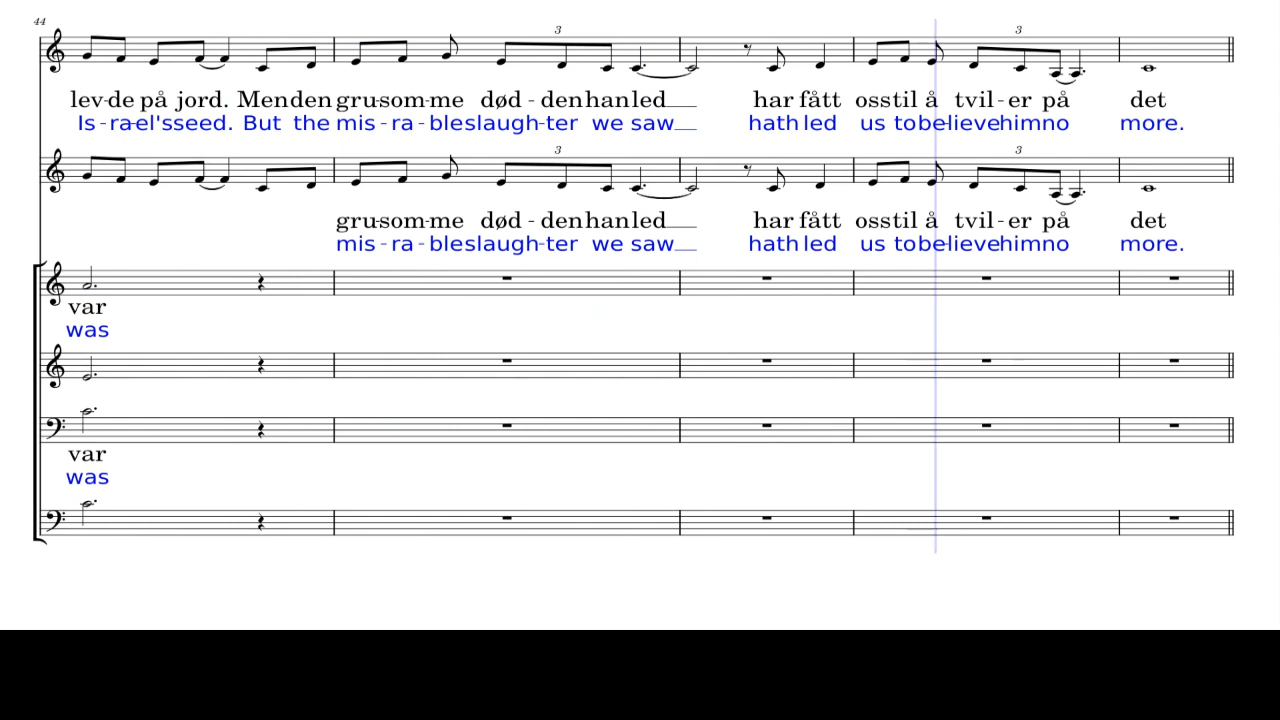 44
3 3
lev-de på jord. Men den gru-som-me død - den han led har fått oss til å tvil - er på det
Is-ra-el's seed. But the mis - ra - ble slaugh-ter we saw hath led us to be-lieve him no more.
3 3
gru-som-me død - den han led har fått oss til å tvil - er på det
mis - ra - ble slaugh-ter we saw hath led us to be-lieve him no more.
var
was
var
was